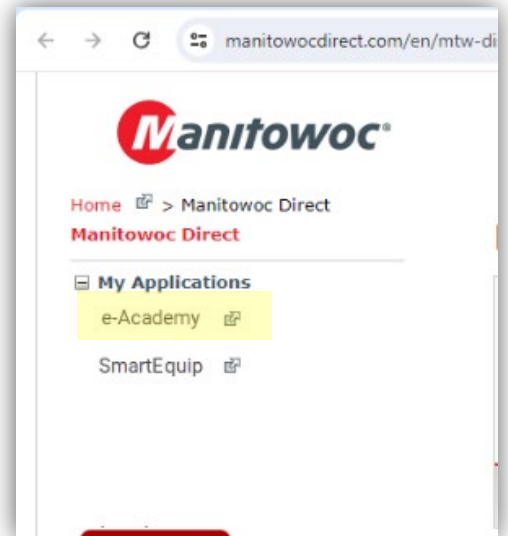 manitowocdirect.com/en/mtw-di
Manitowoc®
Home > Manitowoc Direct
Manitowoc Direct
My Applications
e-Academy
SmartEquip